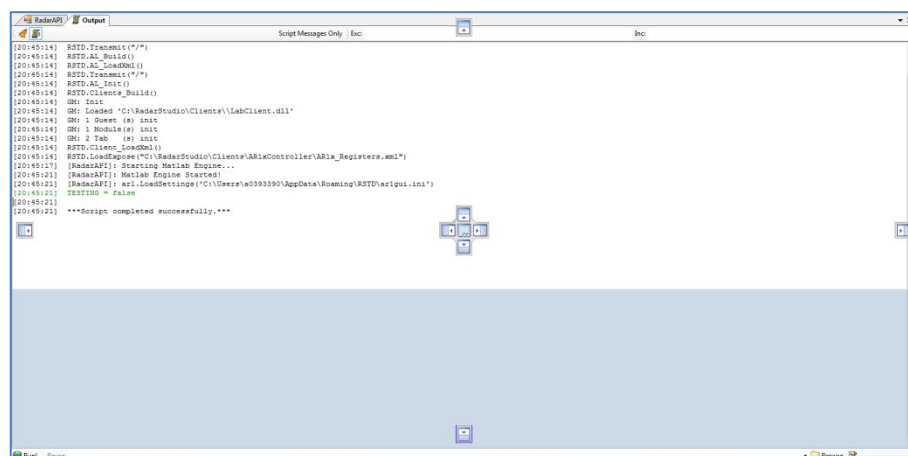 RadarAPI Output
Script Messages Only Exc: Inc:
[20:45:14] RSTD.Transmit("/")
[20:45:14] RSTD.AL_Build()
[20:45:14] RSTD.AL_LoadXml()
[20:45:14] RSTD.Transmit("/")
[20:45:14] RSTD.AL_Init()
[20:45:14] RSTD.Clients_Build()
[20:45:14] GM: Init
[20:45:14] GM: Loaded 'C:\RadarStudio\Clients\\LabClient.dll'
[20:45:14] GM: 1 Guest (s) init
[20:45:14] GM: 1 Module(s) init
[20:45:14] GM: 2 Tab (s) init
[20:45:14] RSTD.Client_LoadXml()
[20:45:14] RSTD.LoadExpose("C:\RadarStudio\Clients\AR1xController\AR1x_Registers.xml")
[20:45:17] [RadarAPI]: Starting Matlab Engine...
[20:45:21] [RadarAPI]: Matlab Engine Started!
[20:45:21] [RadarAPI]: ar1.LoadSettings('C:\Users\a0393390\AppData\Roaming\RSTD\ar1gui.ini')
[20:45:21] TESTING = false
[20:45:21]
[20:45:21] ***Script completed successfully.***